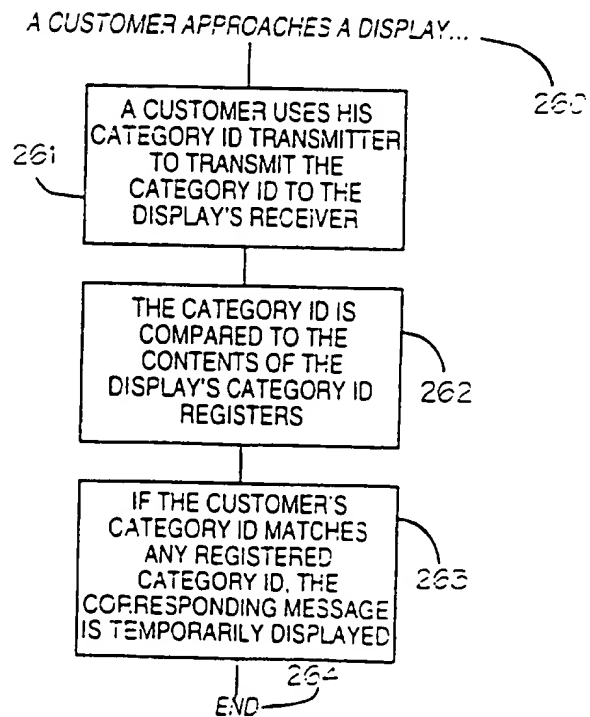 A CUSTOMER APPROACHES A DISPLAY...
260
A CUSTOMER USES HIS
CATEGORY ID TRANSMITTER
TO TRANSMIT THE
CATEGORY ID TO THE
DISPLAY'S RECEIVER
261
THE CATEGORY ID IS
COMPARED TO THE
CONTENTS OF THE
DISPLAY'S CATEGORY ID
REGISTERS
262
IF THE CUSTOMER'S
CATEGORY ID MATCHES
ANY REGISTERED
CATEGORY ID, THE
CORRESPONDING MESSAGE
IS TEMPORARILY DISPLAYED
263
264
END